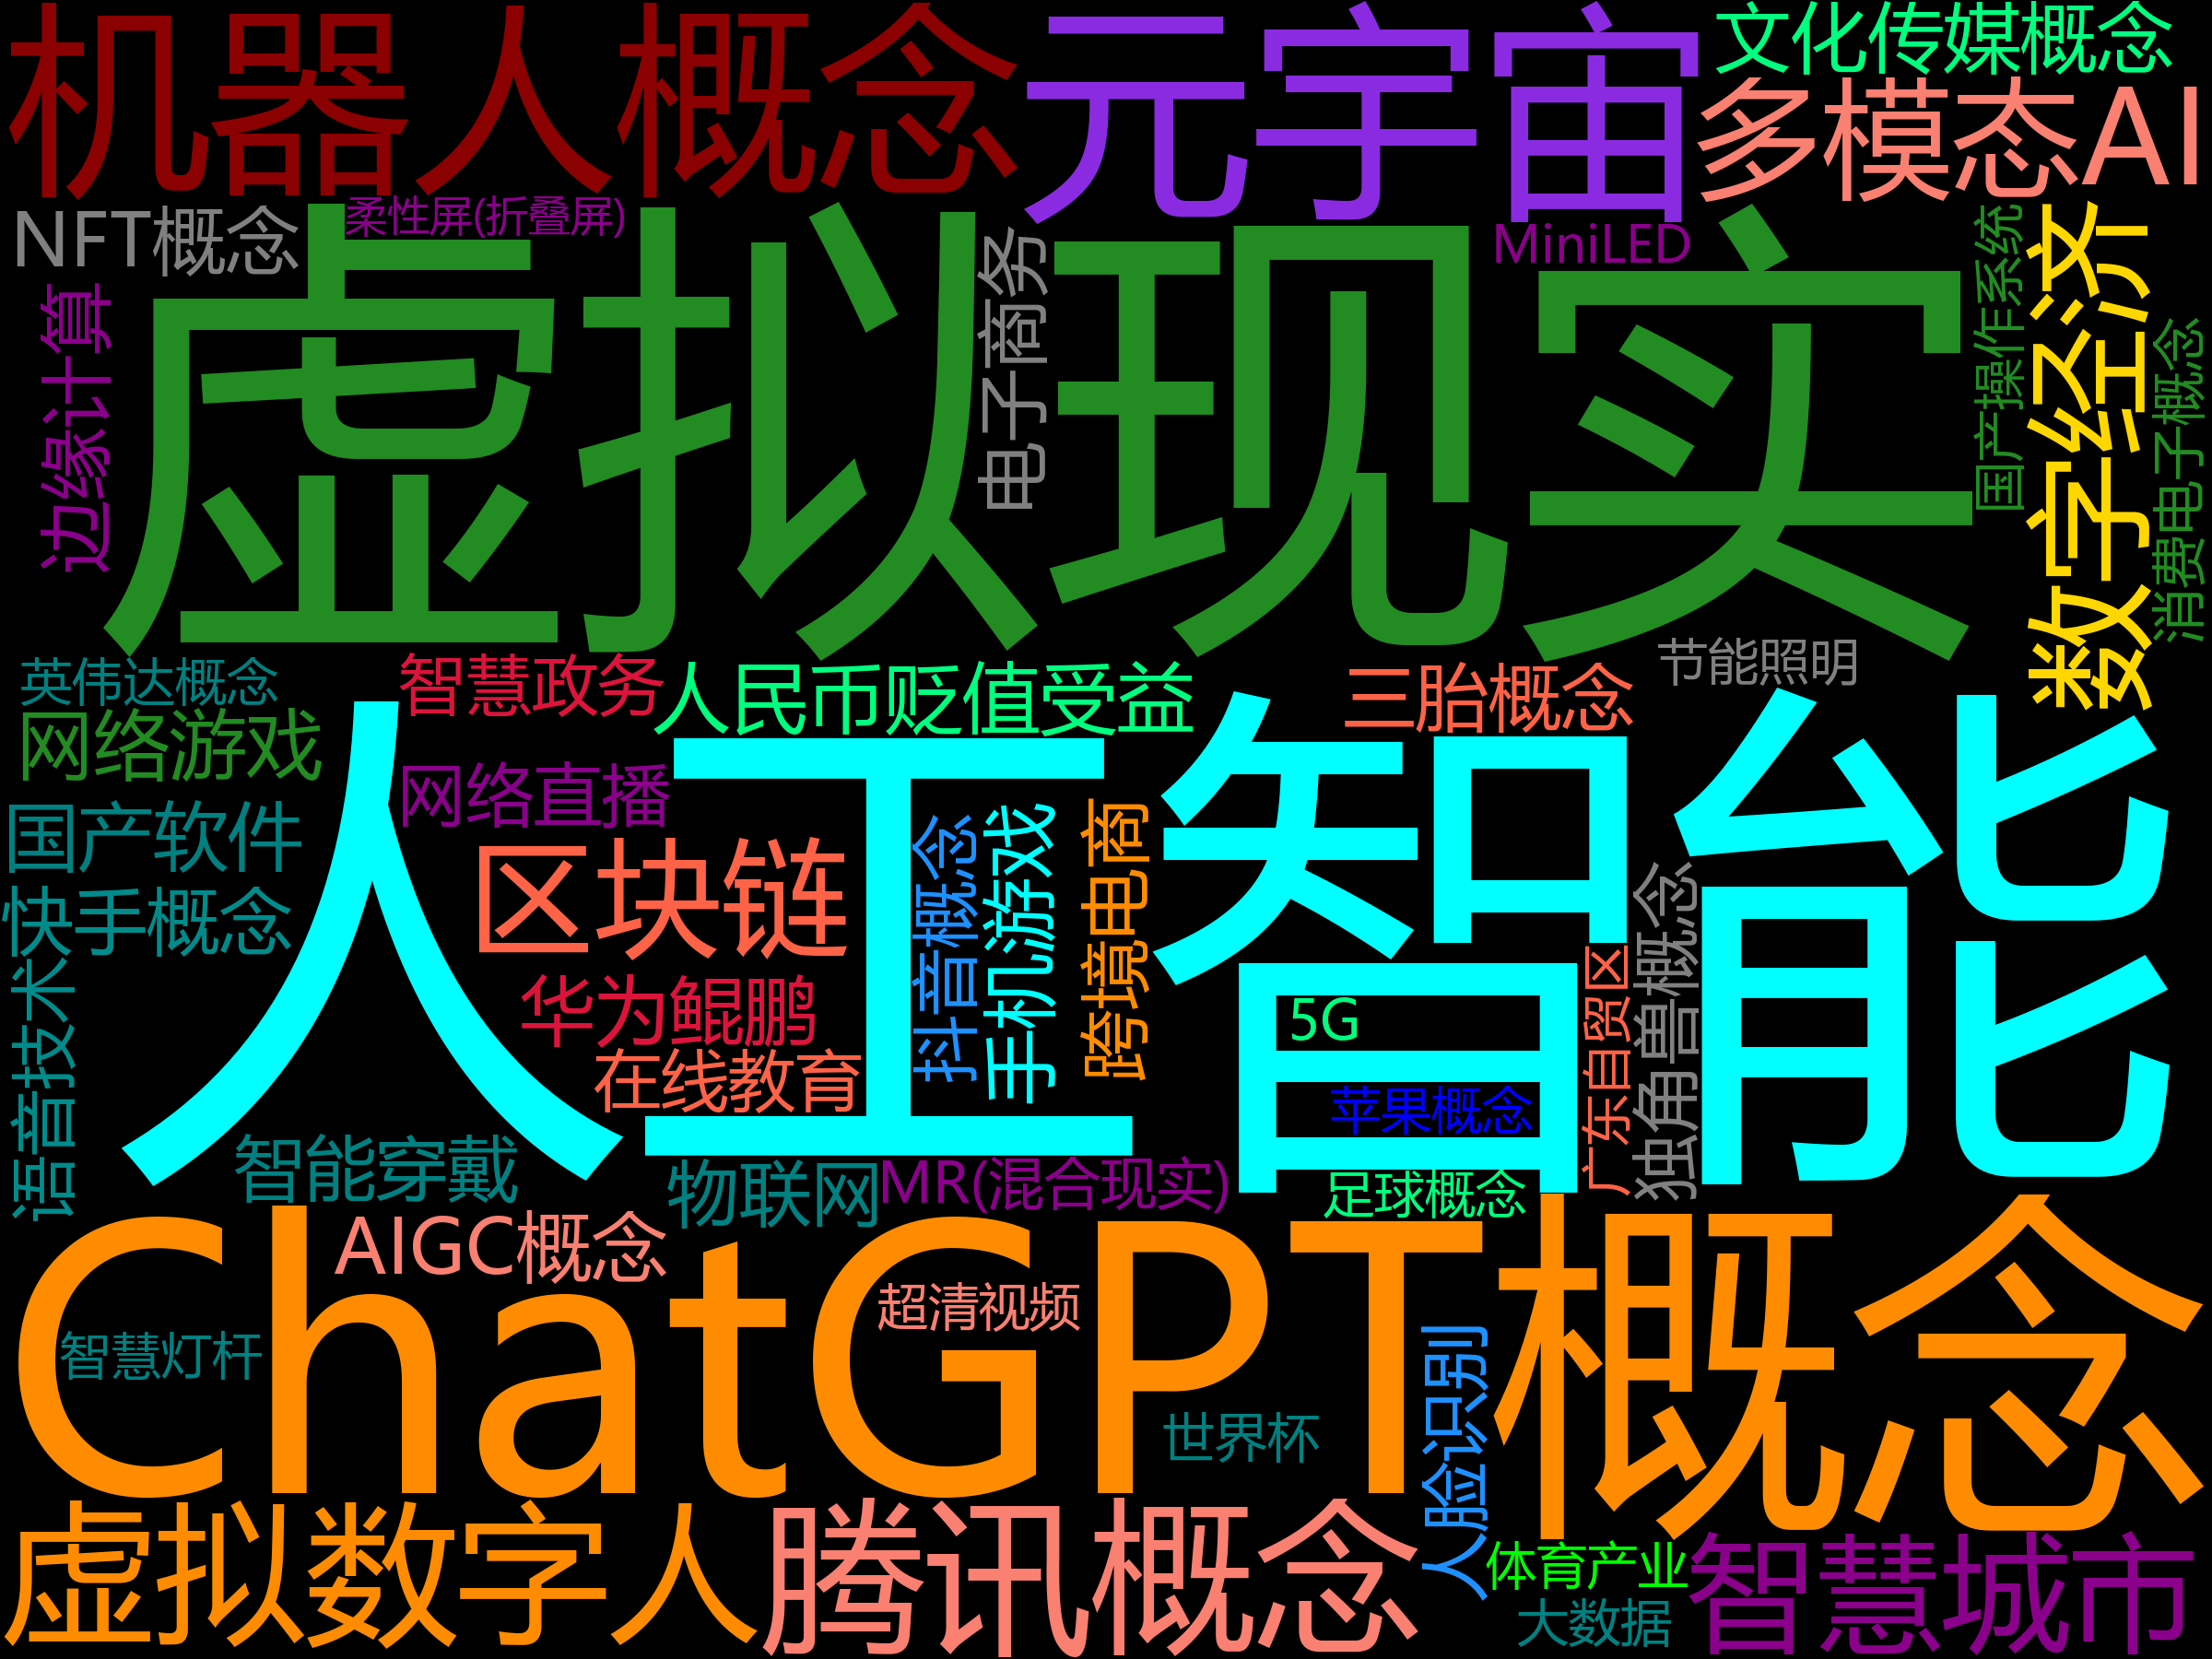 机器人概念
元宇宙
文化传媒概念
多模态AI
NFT概念
柔性屏(折叠屏)
虚拟现实
MiniLED
电子商务
边缘计算
国产操作系统
数字经济
消费电子概念
英伟达概念
智慧政务
人民币贬值受益
三胎概念
节能照明
网络游戏
网络直播
人工智能
国产软件
区块链
抖音概念
手机游戏
跨境电商
快手概念
华为鲲鹏
5G
广东自贸区
独角兽概念
语音技术
在线教育
苹果概念
智能穿戴
物联网
MR(混合现实)
足球概念
AIGC概念
ChatGPT概念
超清视频
智慧灯杆
世界杯
人脸识别
虚拟数字人
腾讯概念
体育产业
大数据
智慧城市